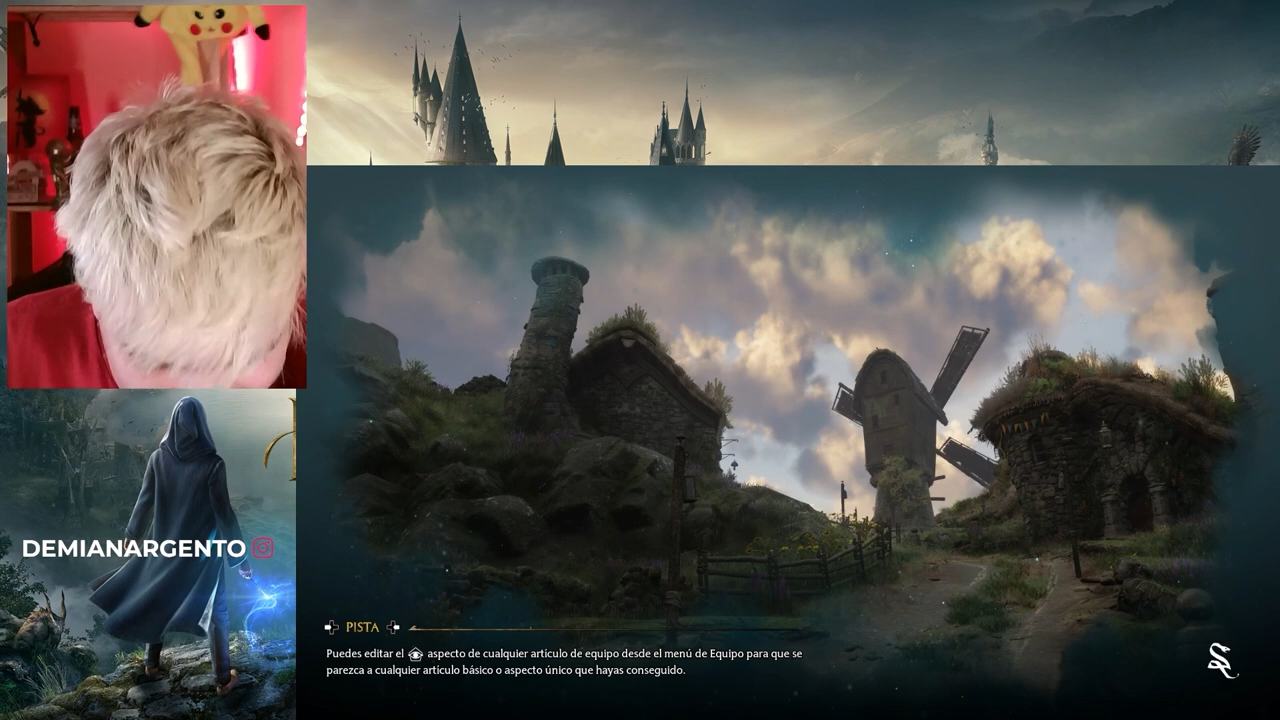 DEMIANARGENTO
PISTA
Puedes editar el aspecto de cualquier artículo de equipo desde el menú de Equipo para que se
parezca a cualquier artículo básico o aspecto único que hayas conseguido.